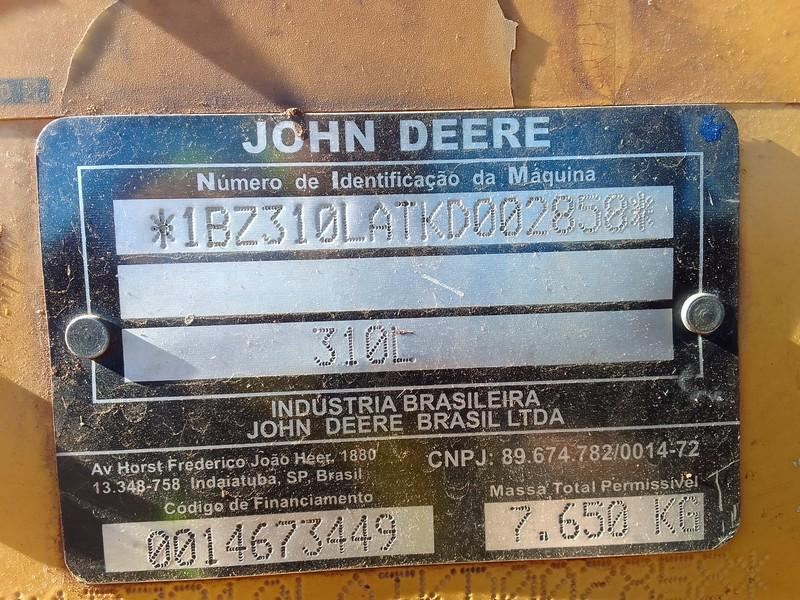 JOHN DEERE
Número de Identificação da Máquina
*1BZ310LATKD002850*
310L
INDÚSTRIA BRASILEIRA
JOHN DEERE BRASIL LTDA
Av Horst Frederico João Heer, 1880
13.348-758 Indaiatuba, SP, Brasil
CNPJ: 89.674.782/0014-72
Código de Financiamento
0014673449
Massa Total Permissível
7.650 KG